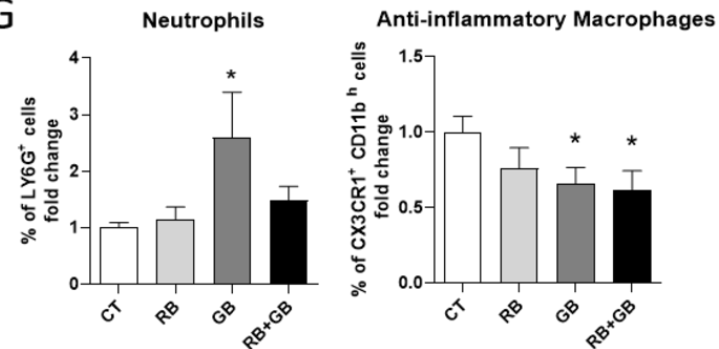 G
Neutrophils
% of LY6G+ cells
fold change
4
3
2
1
0
*
CT
RB
GB
RB+GB
Anti-inflammatory Macrophages
% of CX3CR1+ CD11b h cells
fold change
1.5
1.0
0.5
0.0
*
*
CT
RB
GB
RB+GB